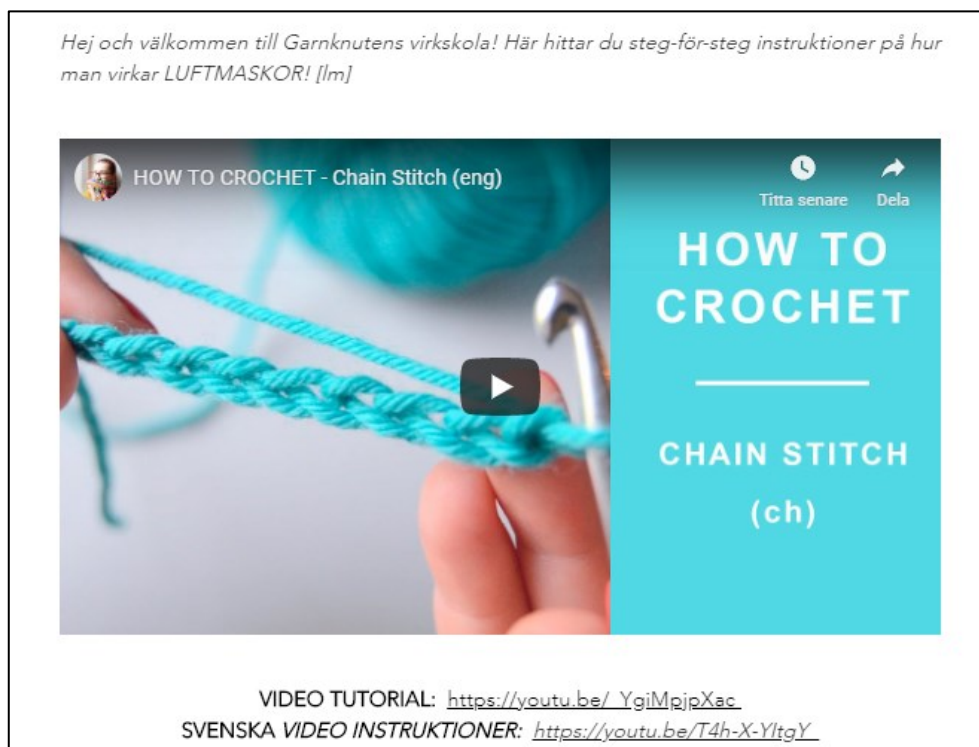 Hej och välkommen till Garnknutens virkskola! Här hittar du steg-för-steg instruktioner på hur
man virkar LUFTMASKOR! [lm]
HOW TO CROCHET - Chain Stitch (eng)
Titta senare
Dela
HOW TO
CROCHET
CHAIN STITCH
(ch)
VIDEO TUTORIAL: https://youtu.be/_YgiMpjpXac
SVENSKA VIDEO INSTRUKTIONER: https://youtu.be/T4h-X-YltgY